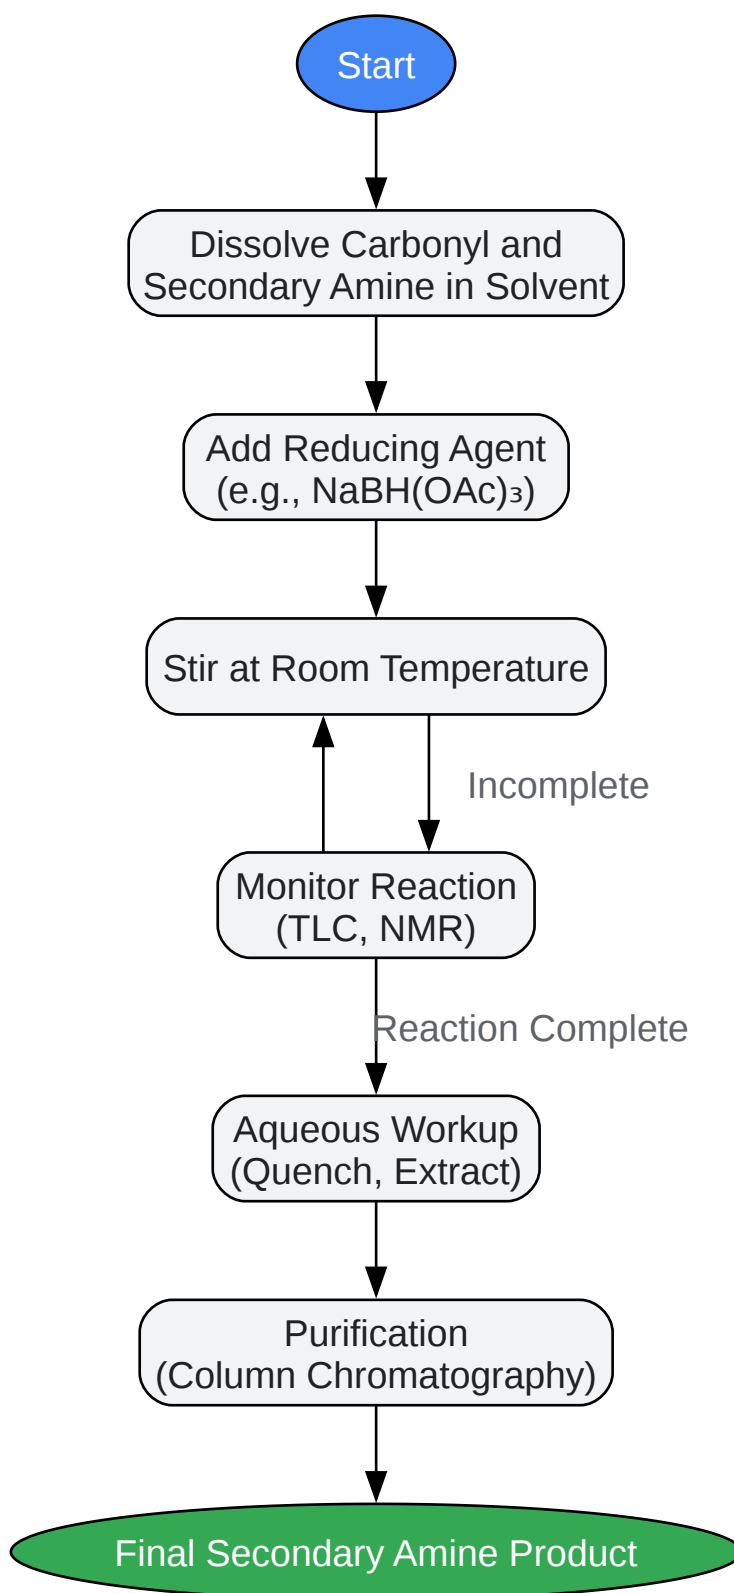 Start
Dissolve Carbonyl and
Secondary Amine in Solvent
Add Reducing Agent
(e.g., NaBH(OAc)₃)
Stir at Room Temperature
Incomplete
Monitor Reaction
(TLC, NMR)
Reaction Complete
Aqueous Workup
(Quench, Extract)
Purification
(Column Chromatography)
Final Secondary Amine Product